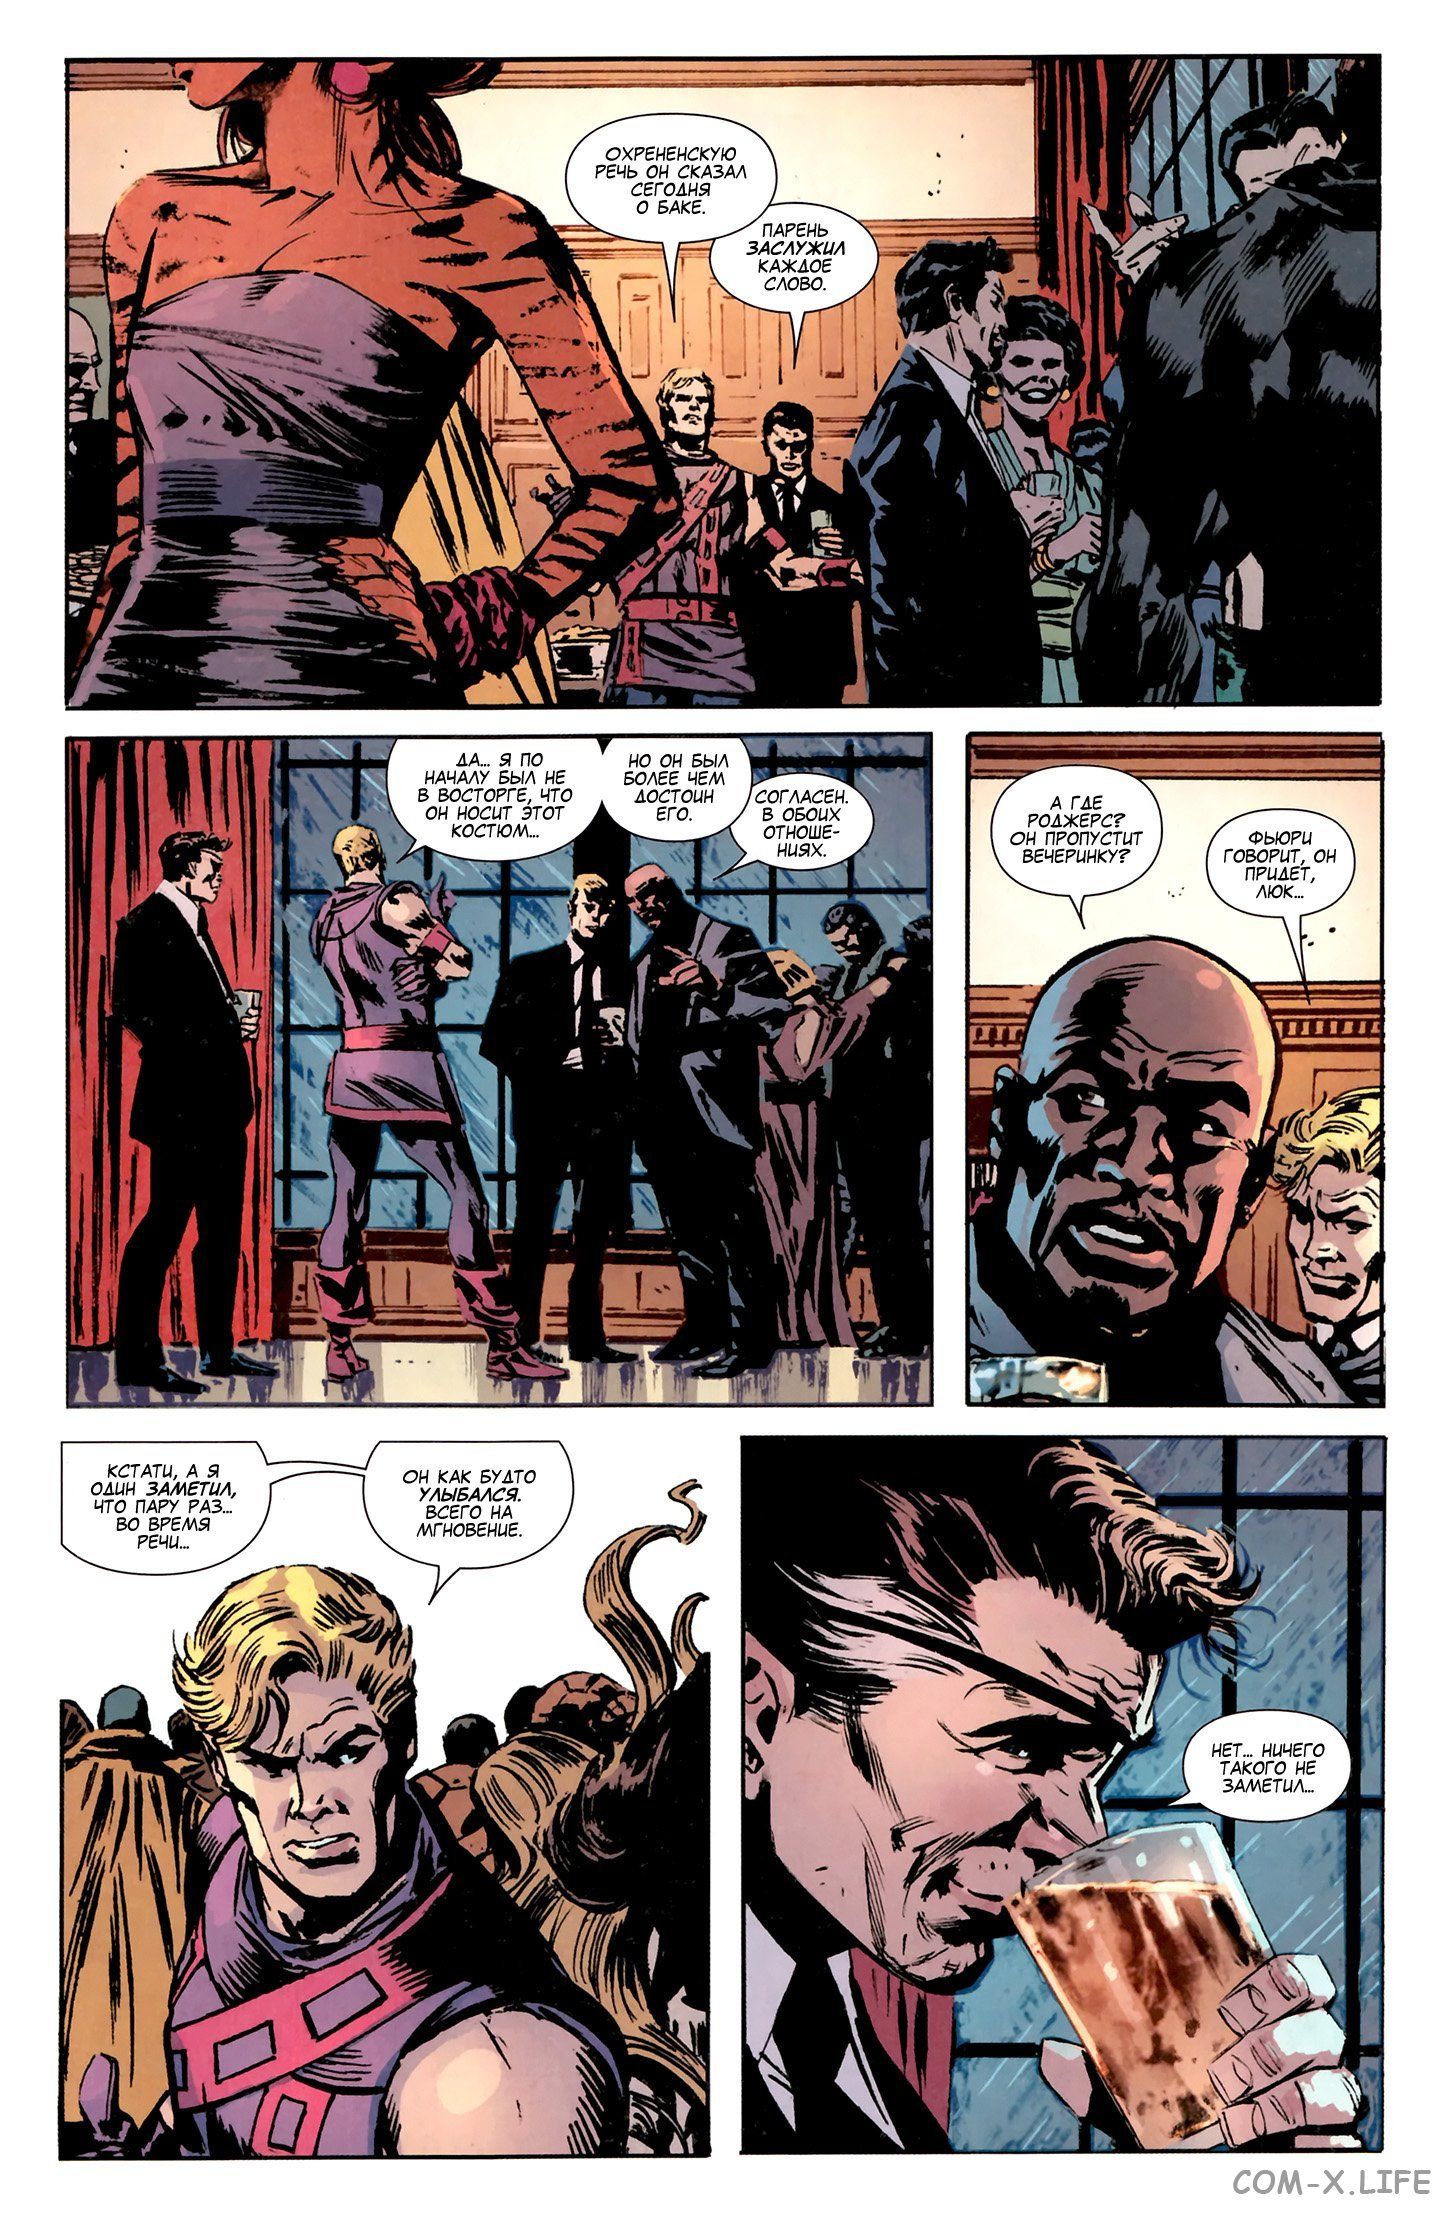 ОХРЕНЕНСКУЮ
РЕЧЬ ОН СКАЗАЛ
СЕГОДНЯ
О БАКЕ.
ПАРЕНЬ
ЗАСЛУЖИЛ
КАЖДОЕ
СЛОВО.
ДА... Я ПО
НАЧАЛУ БЫЛ НЕ
В ВОСТОРГЕ, ЧТО
ОН НОСИТ ЭТОТ
КОСТЮМ...
НО ОН БЫЛ
БОЛЕЕ ЧЕМ
ДОСТОИН
ЕГО.
СОГЛАСЕН.
В ОБОИХ
ОТНОШЕ-
НИЯХ.
А ГДЕ
РОДЖЕРС?
ОН ПРОПУСТИТ
ВЕЧЕРИНКУ?
ФЬЮРИ
ГОВОРИТ, ОН
ПРИДЕТ,
ЛЮК...
КСТАТИ, А Я
ОДИН ЗАМЕТИЛ,
ЧТО ПАРУ РАЗ...
ВО ВРЕМЯ
РЕЧИ...
ОН КАК БУДТО
УЛЫБАЛСЯ.
ВСЕГО НА
МГНОВЕНИЕ.
НЕТ... НИЧЕГО
ТАКОГО НЕ
ЗАМЕТИЛ...
COM-X.LIFE